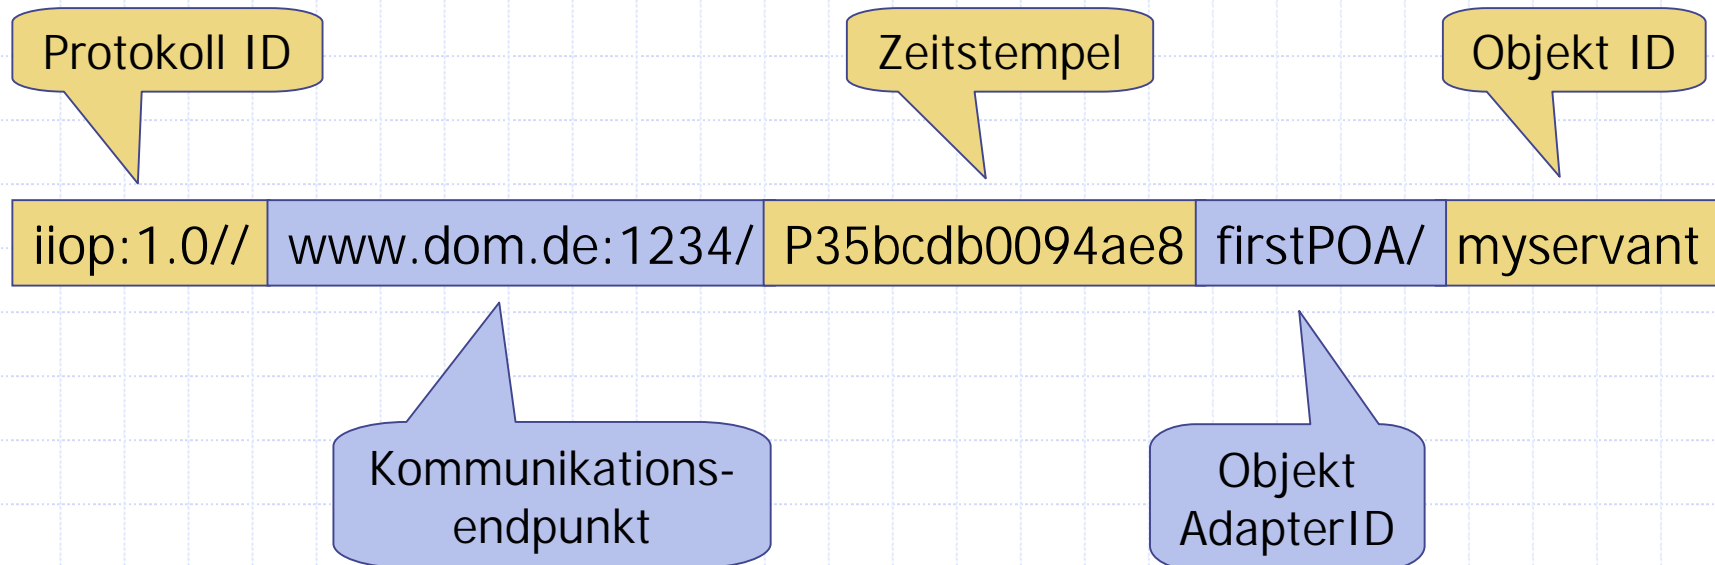 Protokoll ID
Zeitstempel
Objekt ID
iiop:1.0// www.dom.de:1234/ P35bcdb0094ae8 firstPOA/ myservant
Kommunikations-
endpunkt
Objekt
AdapterID